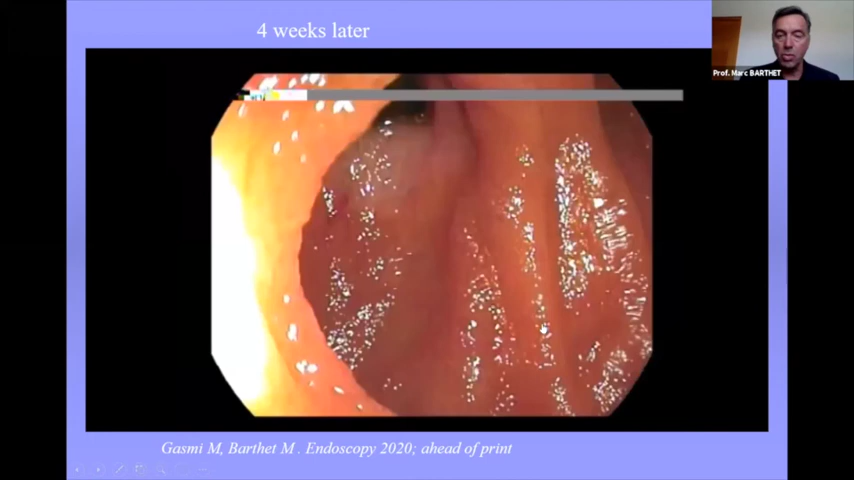 4 weeks later
Prof. Marc BARTHET
Gasmi M, Barthet M . Endoscopy 2020; ahead of print